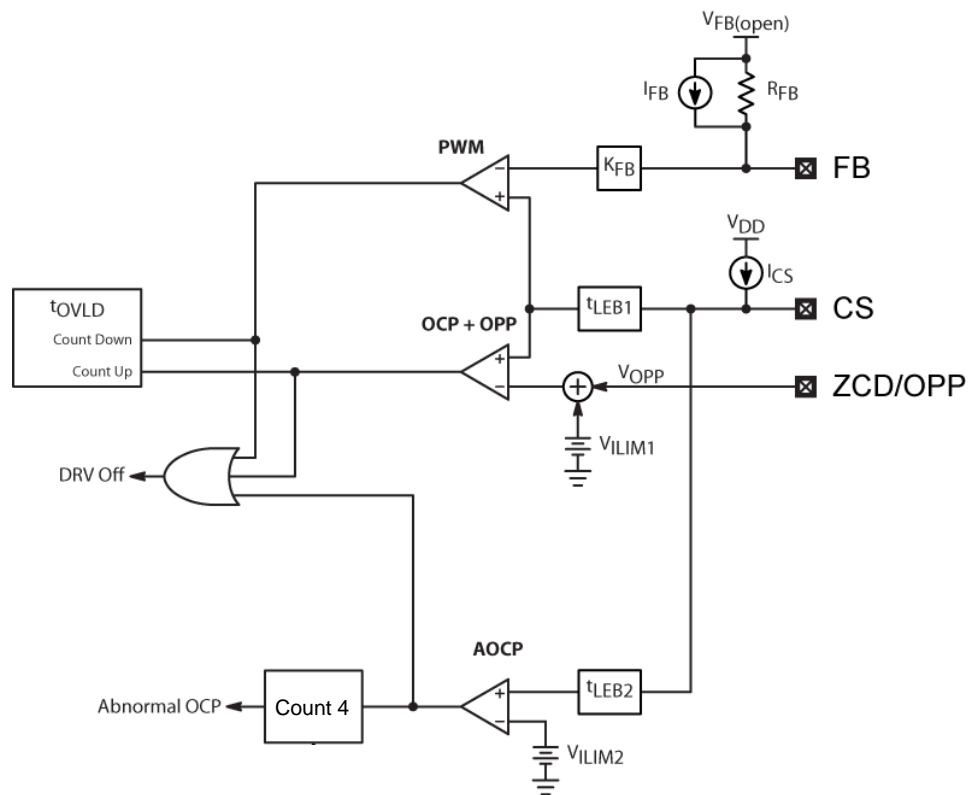 VFB(open)
IFB
RFB
PWM
−
+
KFB
FB
VDD
ICS
tOVLD
Count Down
Count Up
OCP + OPP
+
−
tLEB1
CS
VOPP
+
ZCD/OPP
VILIM1
DRV Off
AOCP
+
−
tLEB2
Abnormal OCP
Count 4
VILIM2